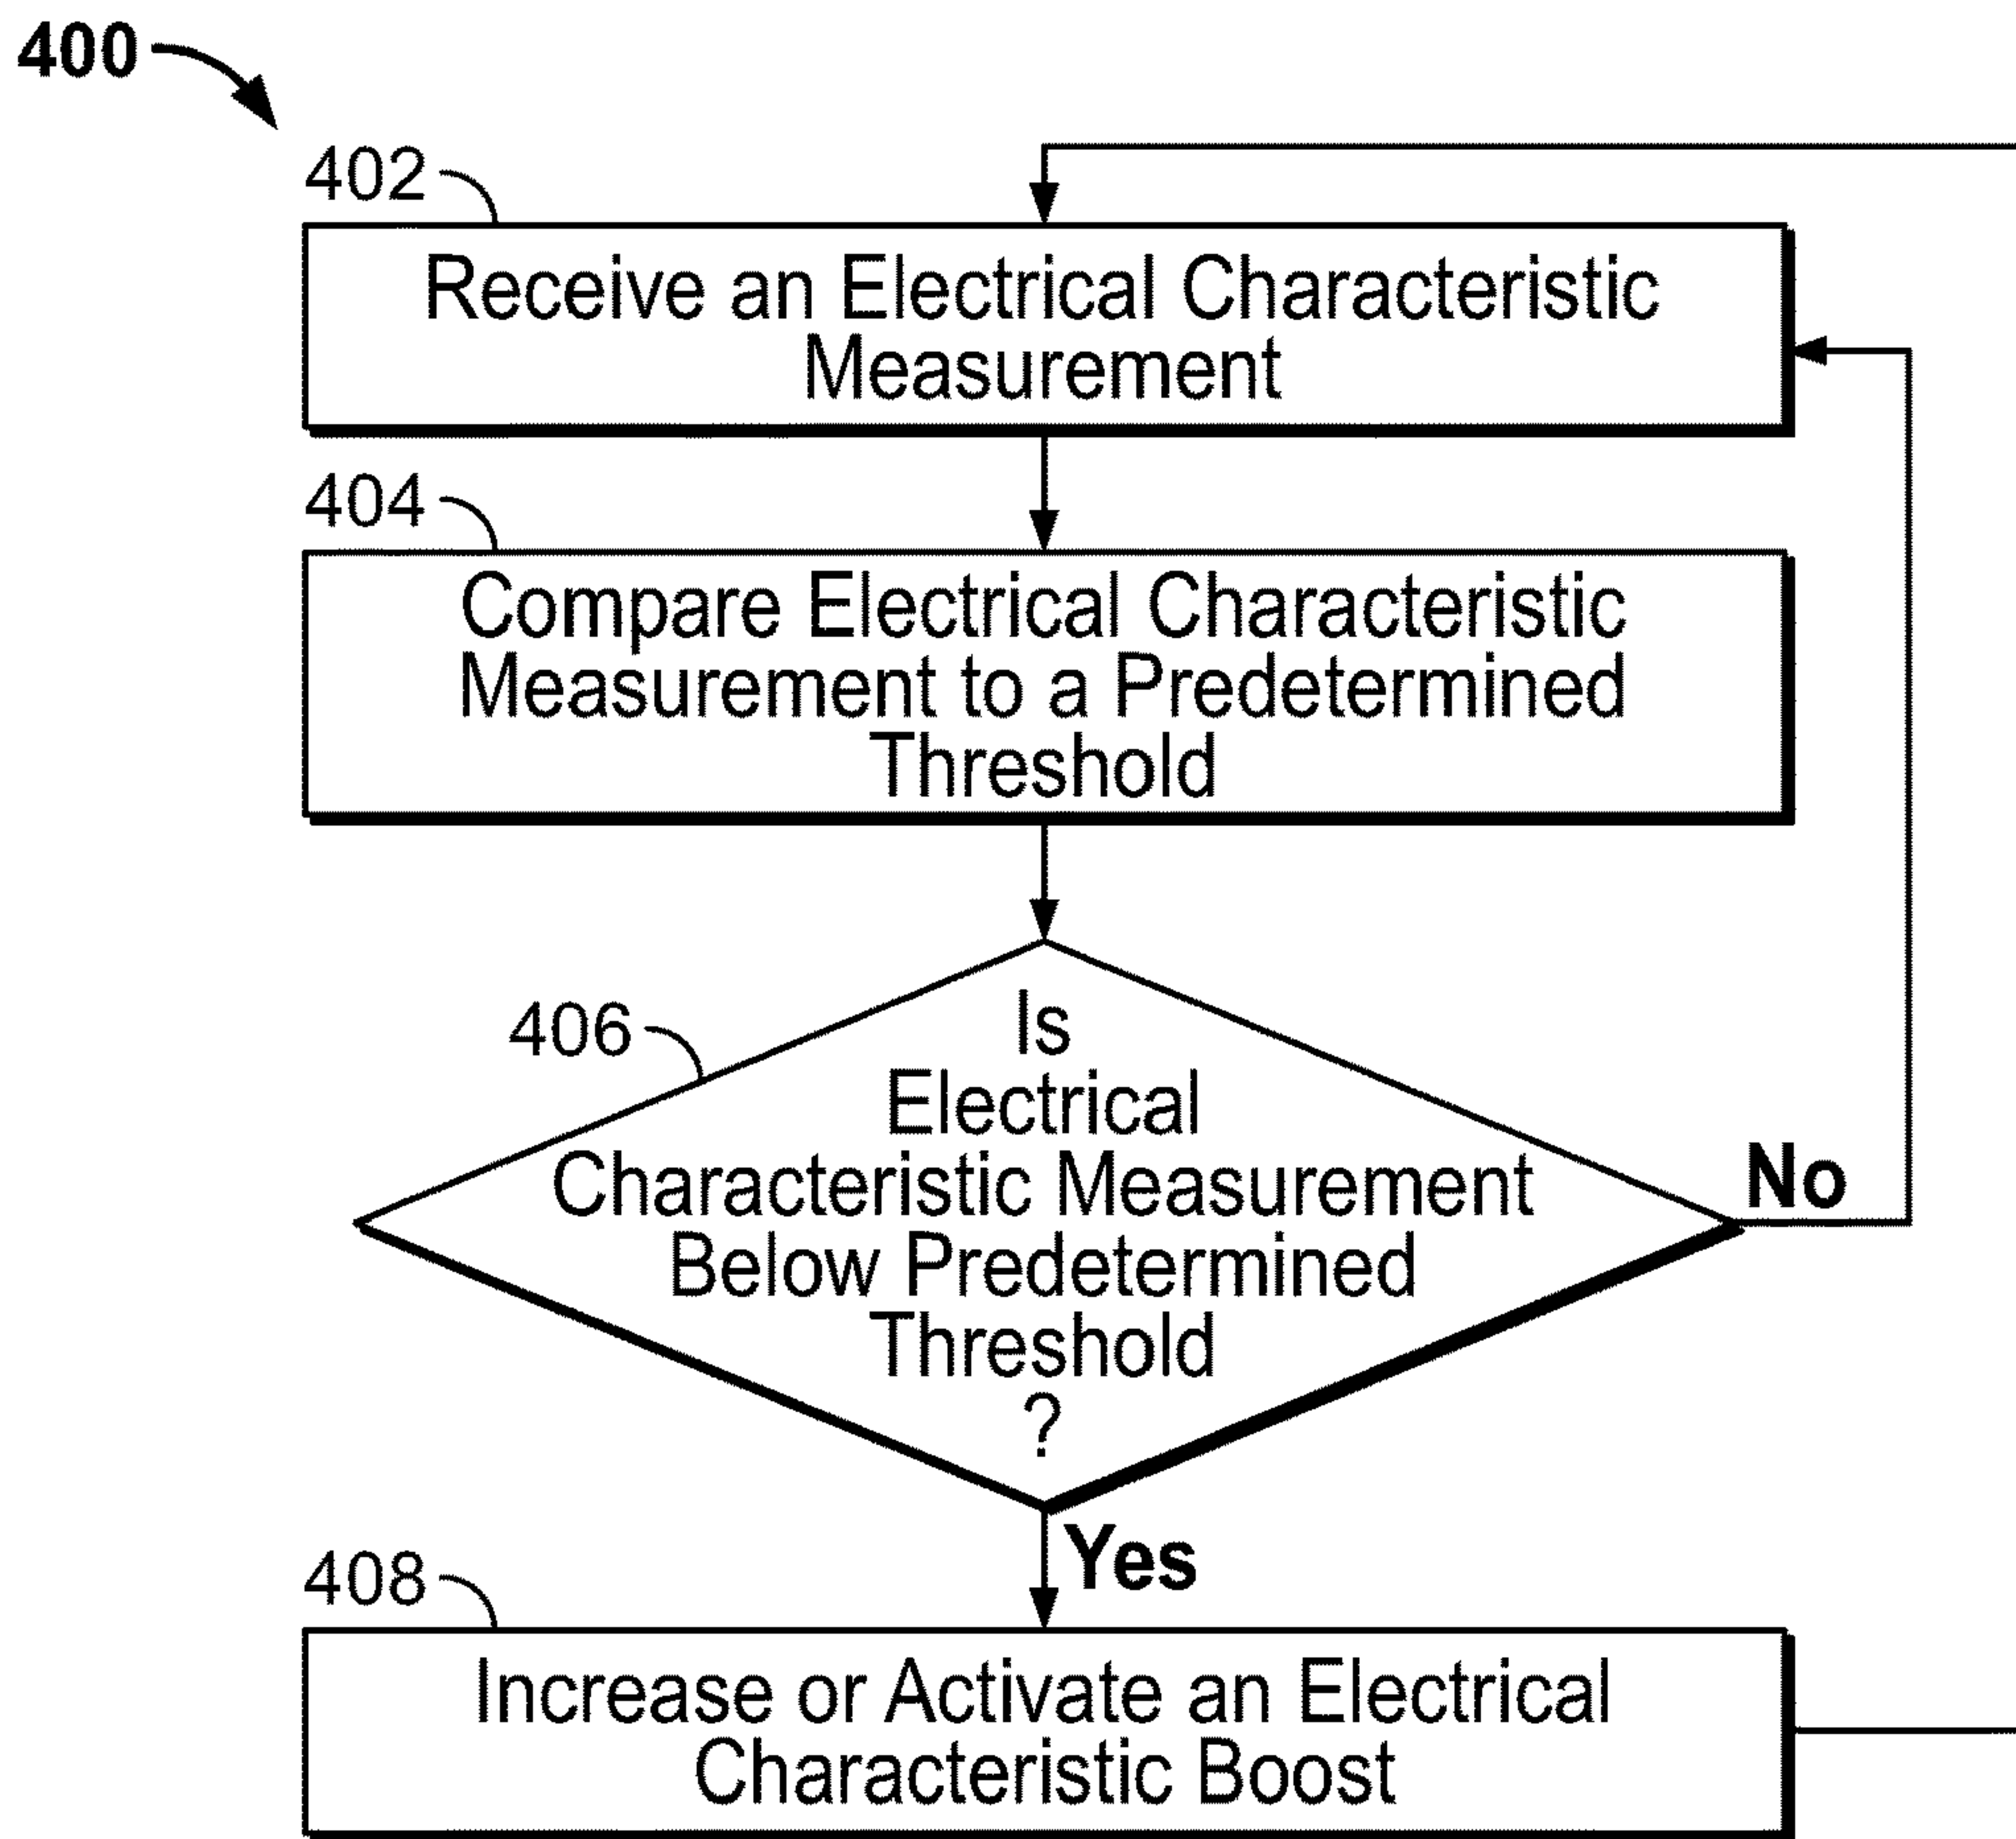 400
402
Receive an Electrical Characteristic
Measurement
404
Compare Electrical Characteristic
Measurement to a Predetermined
Threshold
406
Is
Electrical
Characteristic Measurement
Below Predetermined
Threshold
?
No
Yes
408
Increase or Activate an Electrical
Characteristic Boost